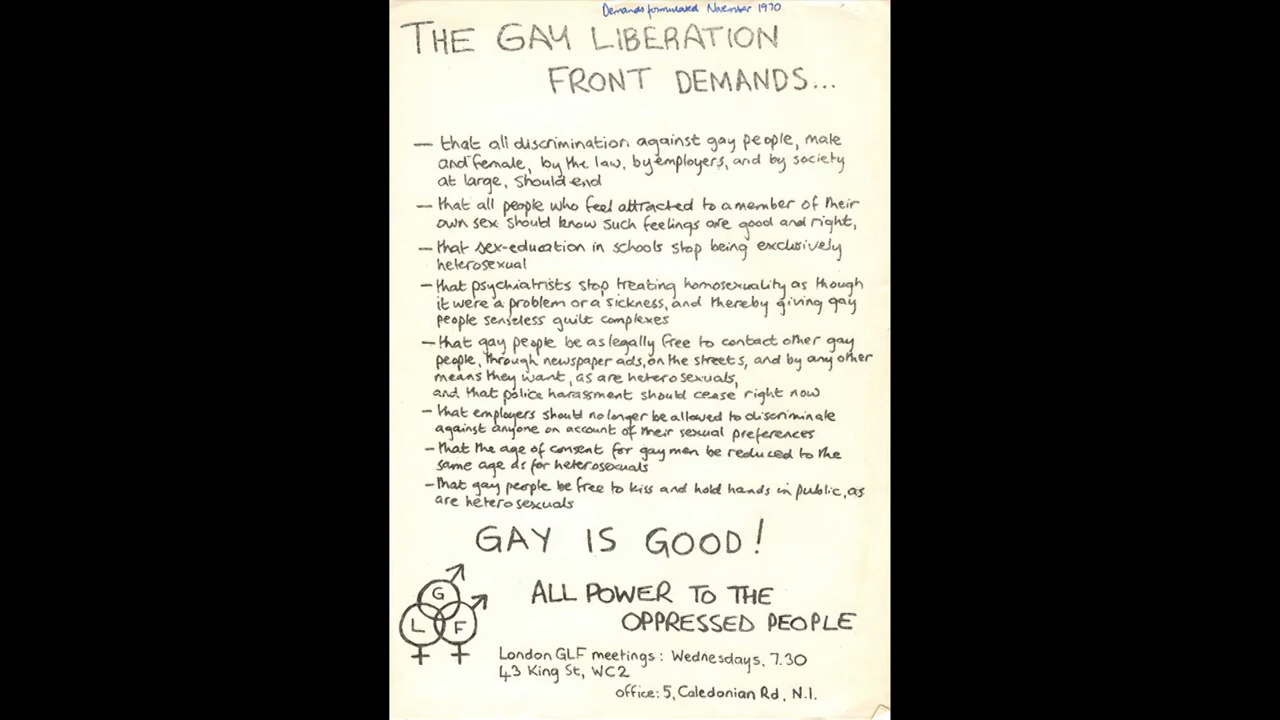 Demands formulated November 1970
THE GAY LIBERATION
FRONT DEMANDS...
— that all discrimination against gay people, male
and female, by the law, by employers, and by society
at large, should end
— that all people who feel attracted to a member of their
own sex should know such feelings are good and right,
— that sex-education in schools stop being exclusively
heterosexual
— that psychiatrists stop treating homosexuality as though
it were a problem or a sickness, and thereby giving gay
people senseless guilt complexes
— that gay people be as legally free to contact other gay
people, through newspaper ads, on the streets, and by any other
means they want, as are heterosexuals,
and that police harassment should cease right now
— that employers should no longer be allowed to discriminate
against anyone on account of their sexual preferences
— that the age of consent for gay men be reduced to the
same age as for heterosexuals
— that gay people be free to kiss and hold hands in public, as
are heterosexuals
GAY IS GOOD!
ALL POWER TO THE
OPPRESSED PEOPLE
G
L F
London GLF meetings: Wednesdays, 7.30
43 King St, WC2
office: 5, Caledonian Rd, N.1.